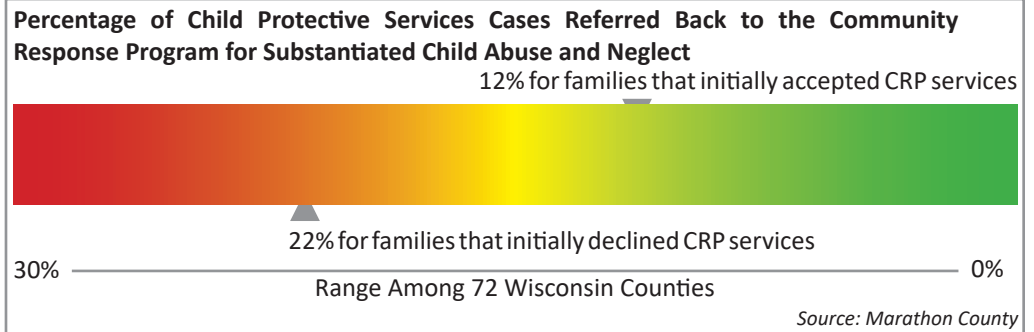 Percentage of Child Protective Services Cases Referred Back to the Community
Response Program for Substantiated Child Abuse and Neglect
12% for families that initially accepted CRP services
22% for families that initially declined CRP services
30% 0%
Range Among 72 Wisconsin Counties
Source: Marathon County